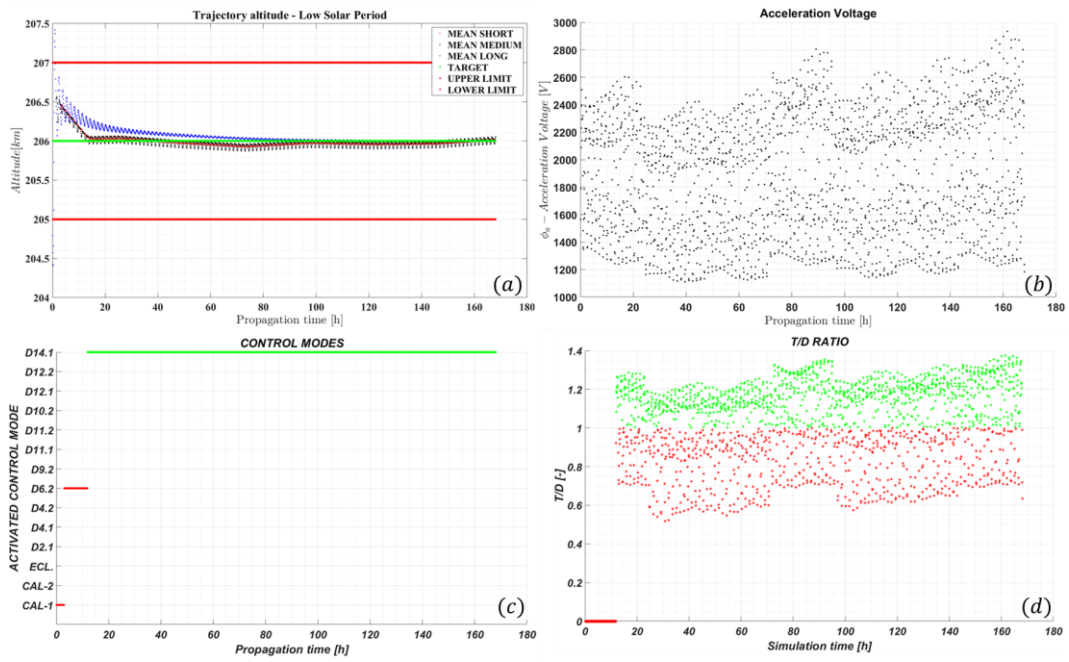 Trajectory altitude - Low Solar Period
207.5
207
206.5
206
205.5
205
204.5
204
Altitude[km]
MEAN SHORT
MEAN MEDIUM
MEAN LONG
TARGET
UPPER LIMIT
LOWER LIMIT
(a)
0 20 40 60 80 100 120 140 160 180
Propagation time [h]
Acceleration Voltage
3000
2800
2600
2400
2200
2000
1800
1600
1400
1200
1000
ϕa − Acceleration Voltage [V]
(b)
0 20 40 60 80 100 120 140 160 180
Propagation time [h]
CONTROL MODES
D14.1
D12.2
D12.1
D10.2
D11.2
D11.1
D9.2
D6.2
D4.2
D4.1
D2.1
ECL.
CAL-2
CAL-1
ACTIVATED CONTROL MODE
(c)
0 20 40 60 80 100 120 140 160 180
Propagation time [h]
T/D RATIO
1.4
1.2
1
0.8
0.6
0.4
0.2
0
T/D [-]
(d)
0 20 40 60 80 100 120 140 160 180
Simulation time [h]